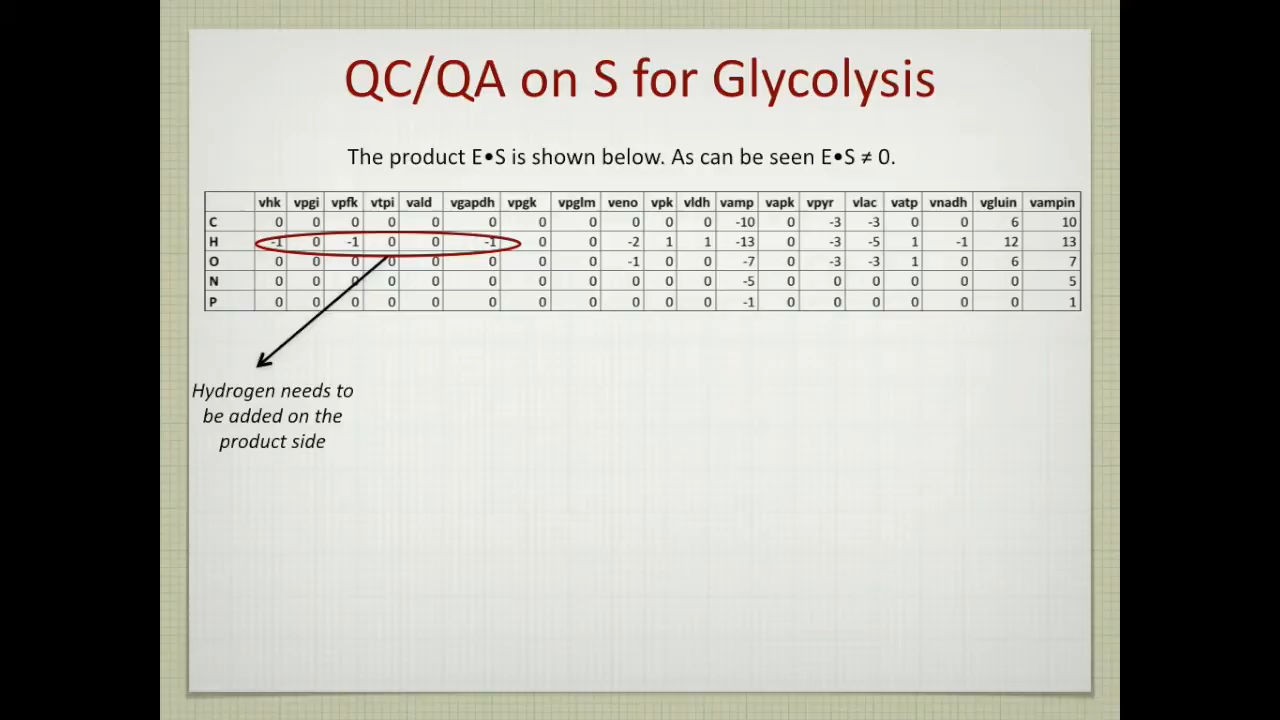 QC/QA on S for Glycolysis
The product E•S is shown below. As can be seen E•S ≠ 0.
vhk vpgi vpfk vtpi vald vgapdh vpgk vpglm veno vpk vldh vamp vapk vpyr vlac vatp vnadh vgluin vampin
C 0 0 0 0 0 0 0 0 0 0 0 -10 0 -3 -3 0 0 6 10
H -1 0 -1 0 0 -1 0 0 -2 1 1 -13 0 -3 -5 1 -1 12 13
O 0 0 0 0 0 0 0 0 -1 0 0 -7 0 -3 -3 1 0 6 7
N 0 0 0 0 0 0 0 0 0 0 0 -5 0 0 0 0 0 0 5
P 0 0 0 0 0 0 0 0 0 0 0 -1 0 0 0 0 0 0 1
Hydrogen needs to
be added on the
product side